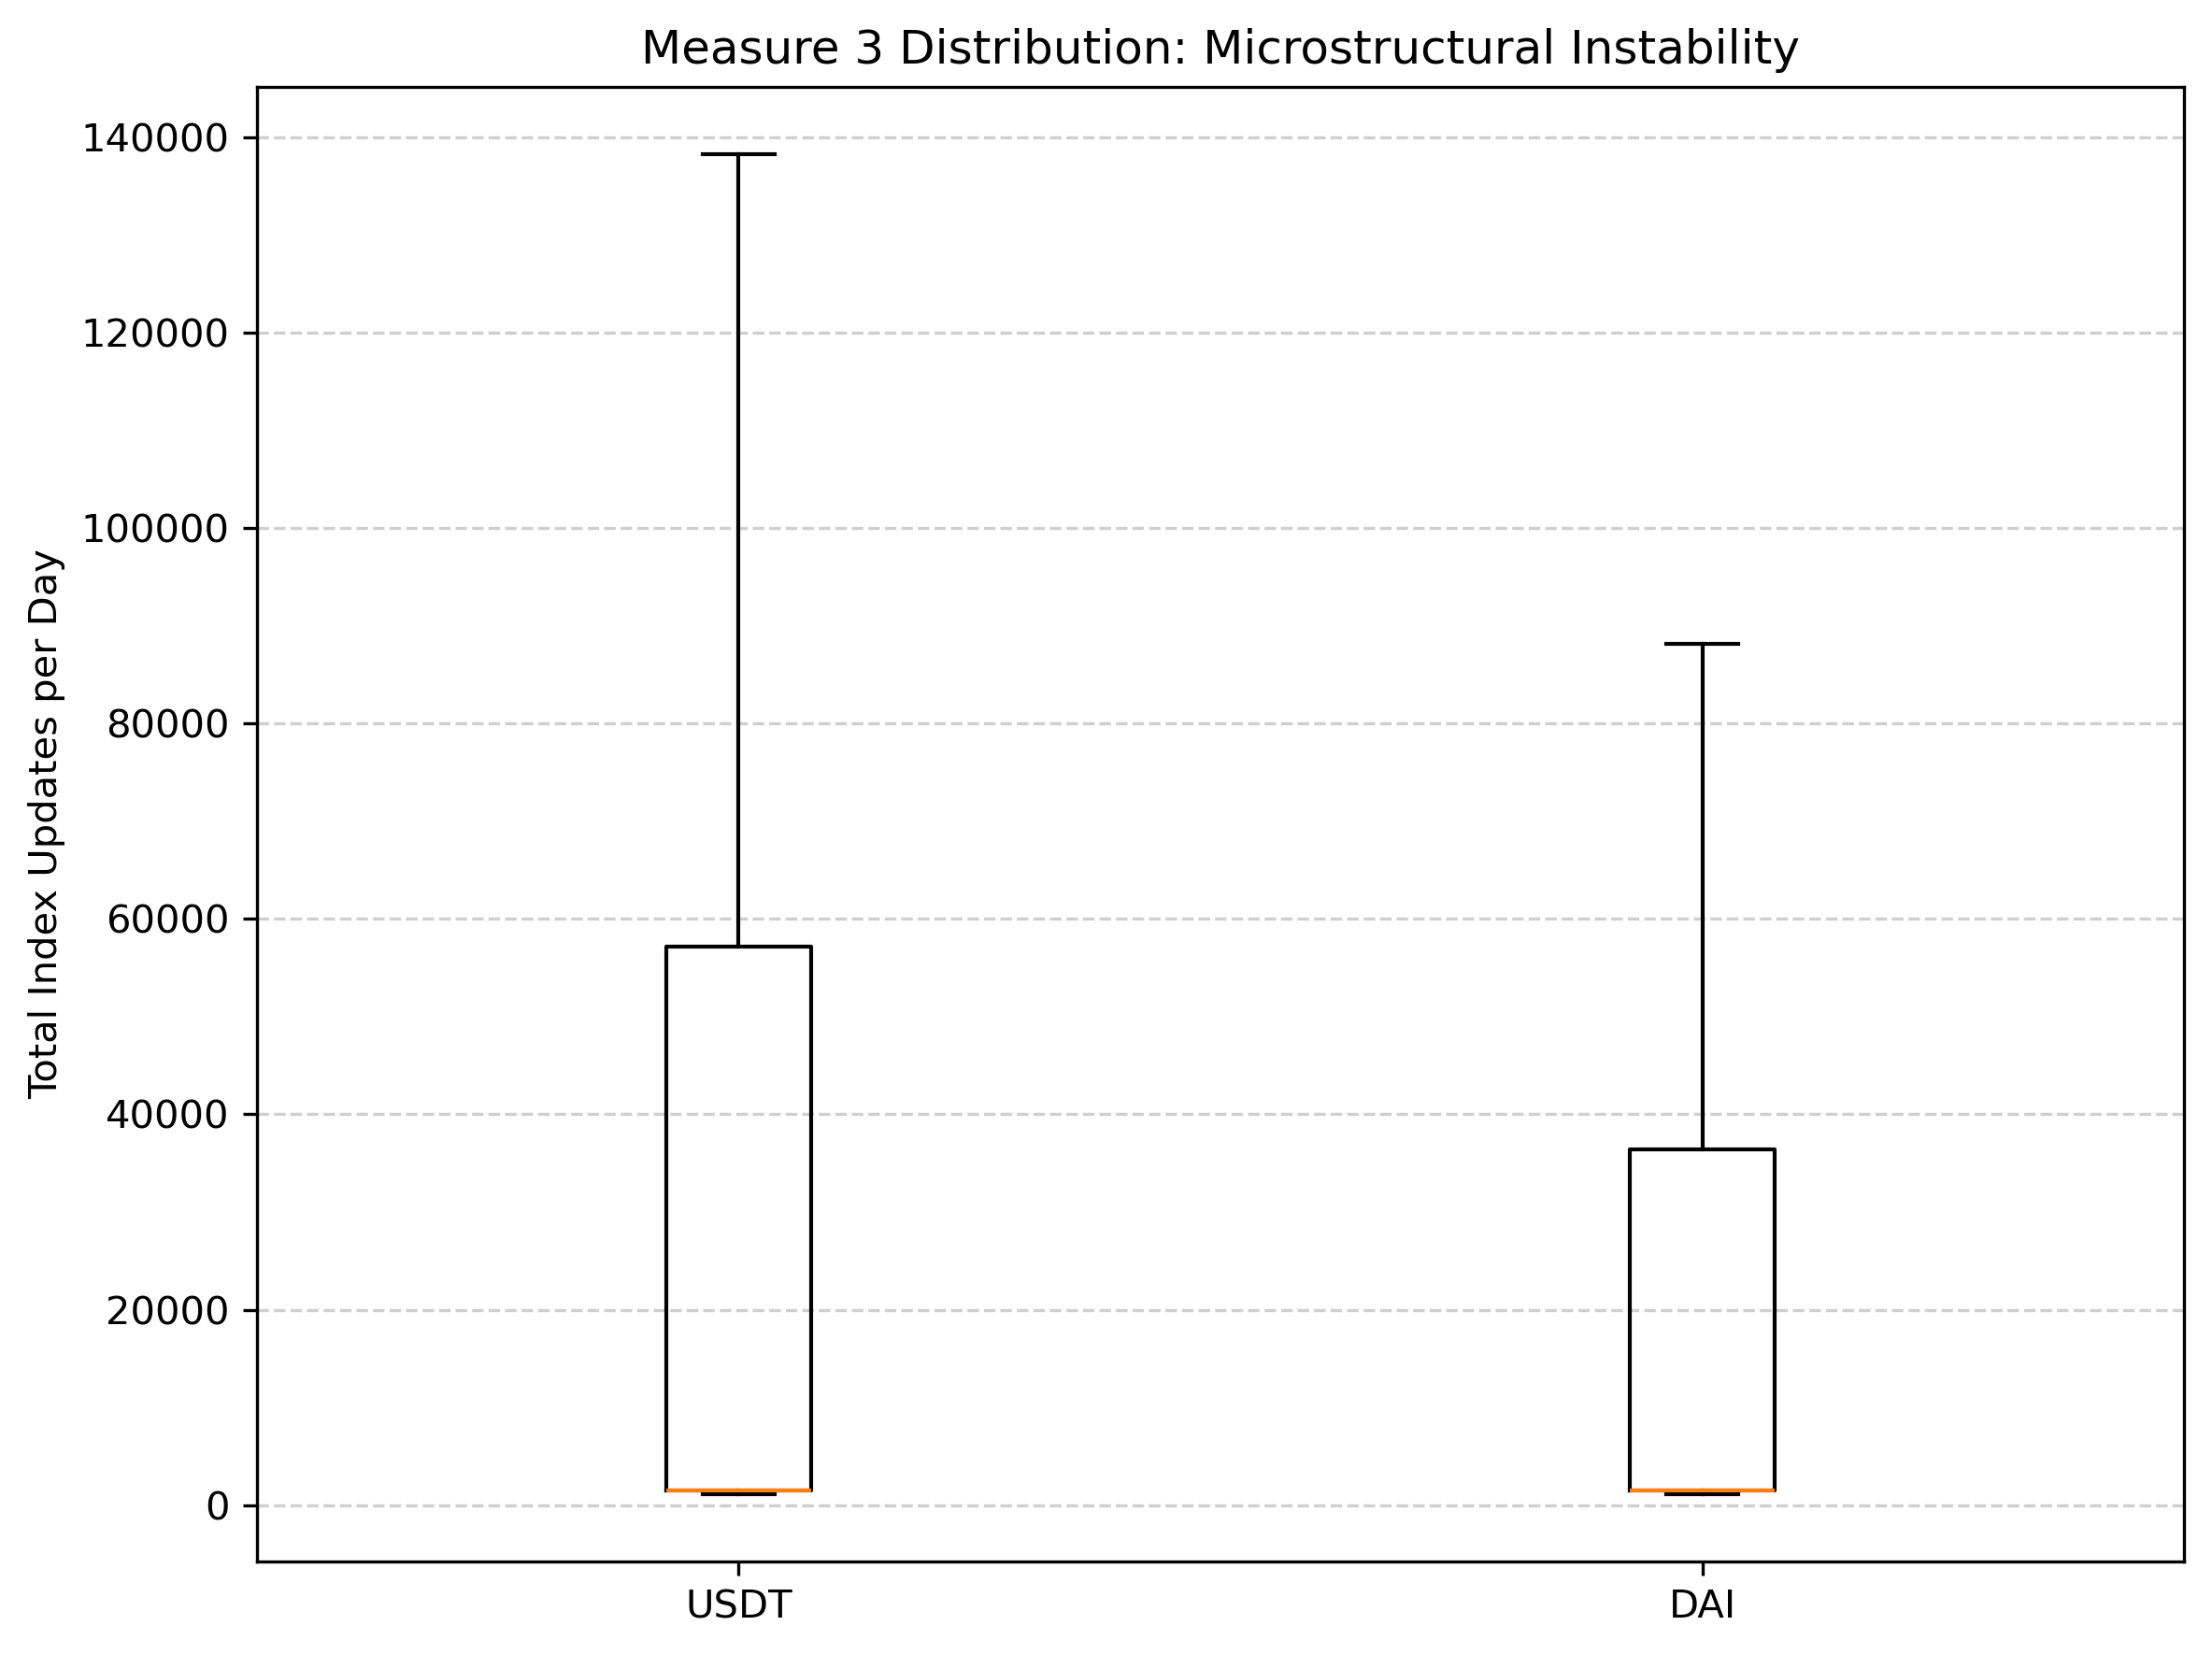 Measure 3 Distribution: Microstructural Instability
Total Index Updates per Day
140000
120000
100000
80000
60000
40000
20000
0
USDT
DAI